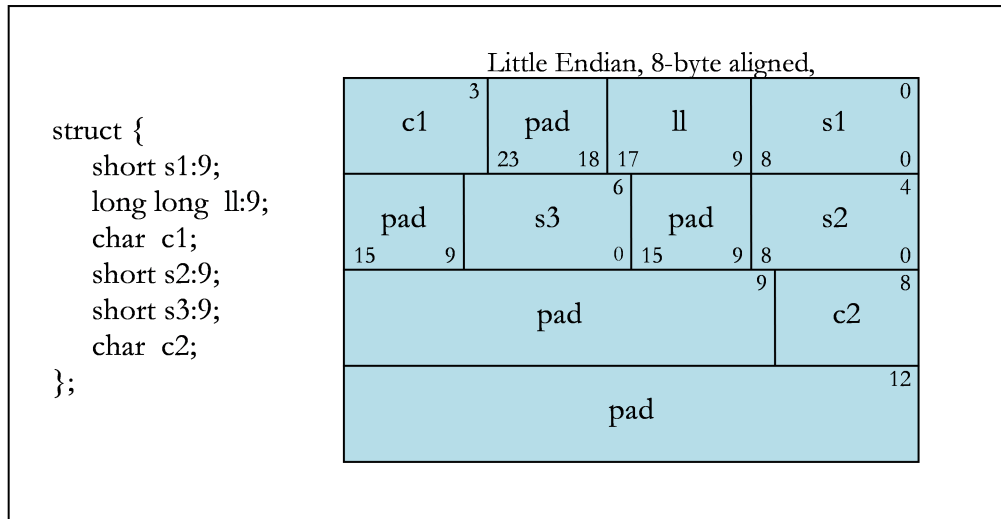 Little Endian, 8-byte aligned,
struct {
short s1:9;
long long ll:9;
char c1;
short s2:9;
short s3:9;
char c2;
};
3 0
c1 pad ll s1
23 18 17 9 8 0
6 4
pad s3 pad s2
15 9 0 15 9 8 0
9 8
pad c2
12
pad